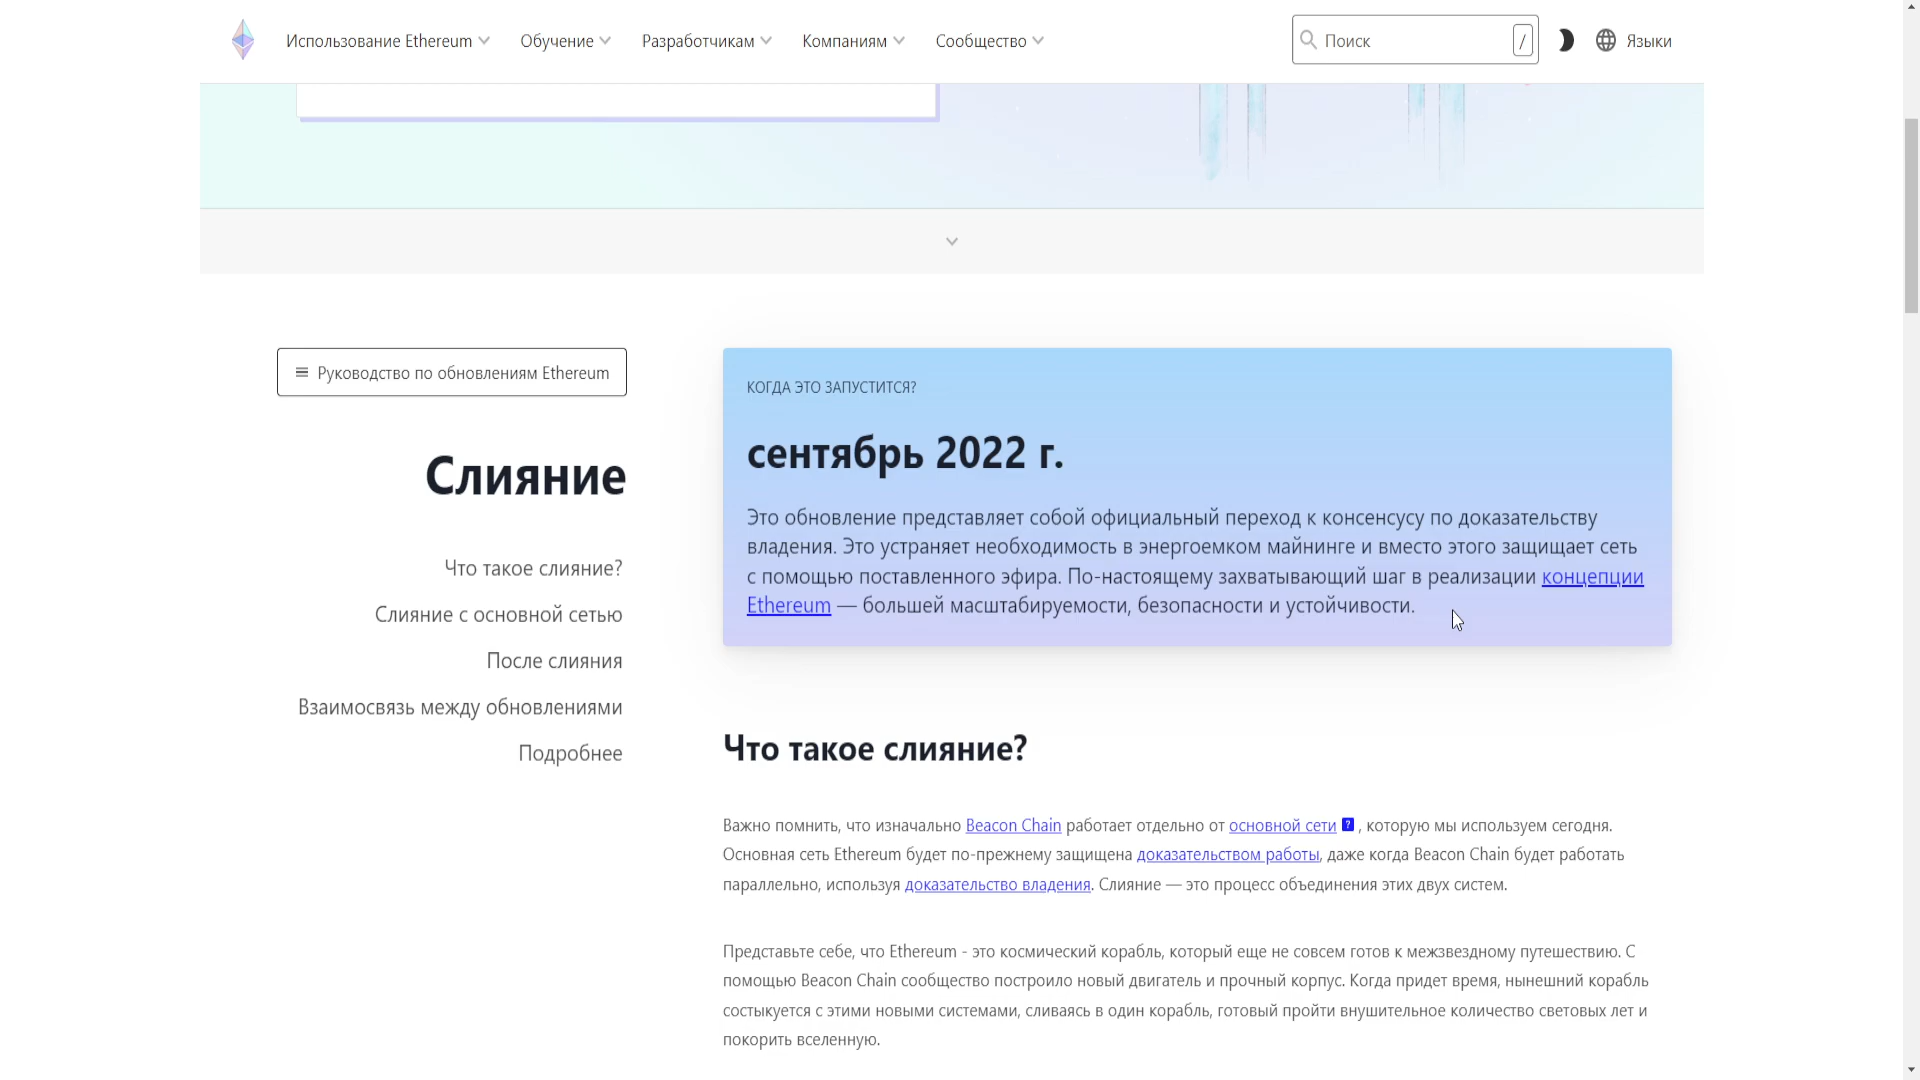 Использование Ethereum
Обучение
Разработчикам
Компаниям
Сообщество
Поиск
/
Языки
Руководство по обновлениям Ethereum
Слияние
Что такое слияние?
Слияние с основной сетью
После слияния
Взаимосвязь между обновлениями
Подробнее
КОГДА ЭТО ЗАПУСТИТСЯ?
сентябрь 2022 г.
Это обновление представляет собой официальный переход к консенсусу по доказательству
владения. Это устраняет необходимость в энергоемком майнинге и вместо этого защищает сеть
с помощью поставленного эфира. По-настоящему захватывающий шаг в реализации концепции
Ethereum — большей масштабируемости, безопасности и устойчивости.
Что такое слияние?
Важно помнить, что изначально Beacon Chain работает отдельно от основной сети ? , которую мы используем сегодня.
Основная сеть Ethereum будет по-прежнему защищена доказательством работы, даже когда Beacon Chain будет работать
параллельно, используя доказательство владения. Слияние — это процесс объединения этих двух систем.
Представьте себе, что Ethereum - это космический корабль, который еще не совсем готов к межзвездному путешествию. С
помощью Beacon Chain сообщество построило новый двигатель и прочный корпус. Когда придет время, нынешний корабль
состыкуется с этими новыми системами, сливаясь в один корабль, готовый пройти внушительное количество световых лет и
покорить вселенную.